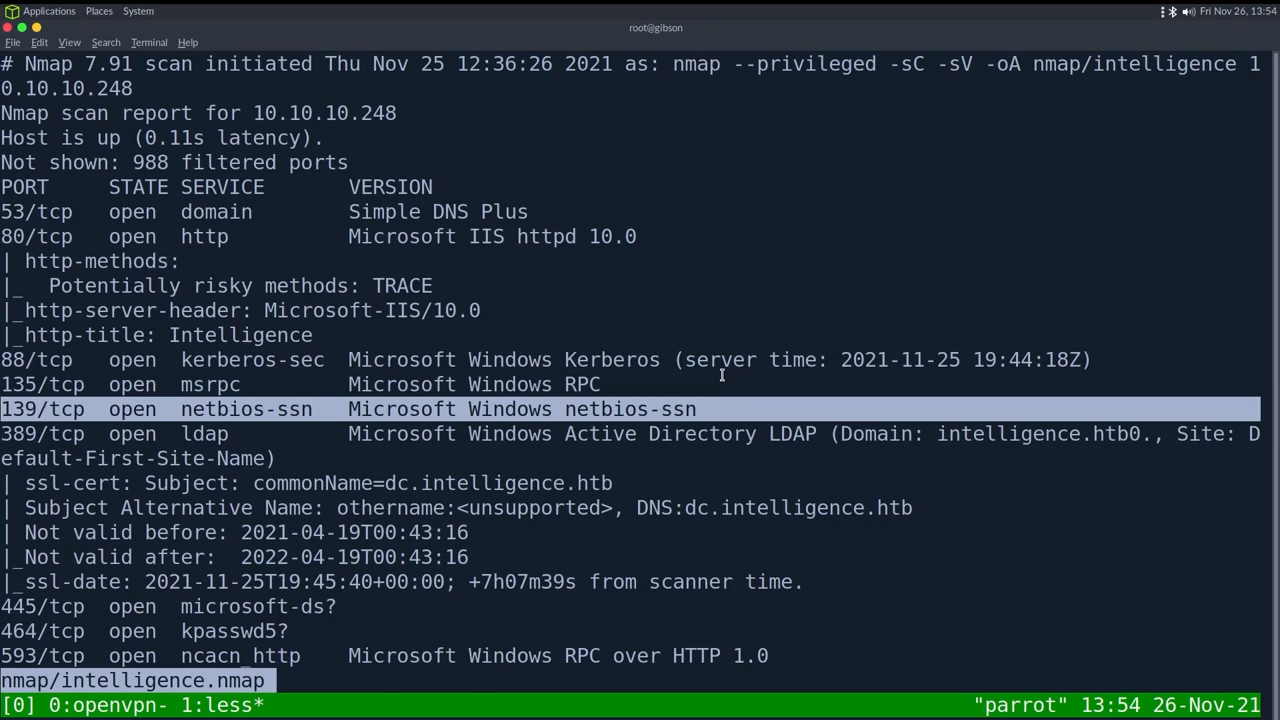 Applications Places System
Fri Nov 26, 13:54
root@gibson
File Edit View Search Terminal Help
# Nmap 7.91 scan initiated Thu Nov 25 12:36:26 2021 as: nmap --privileged -sC -sV -oA nmap/intelligence 1
0.10.10.248
Nmap scan report for 10.10.10.248
Host is up (0.11s latency).
Not shown: 988 filtered ports
PORT    STATE SERVICE       VERSION
53/tcp  open  domain        Simple DNS Plus
80/tcp  open  http          Microsoft IIS httpd 10.0
| http-methods:
|_  Potentially risky methods: TRACE
|_http-server-header: Microsoft-IIS/10.0
|_http-title: Intelligence
88/tcp  open  kerberos-sec  Microsoft Windows Kerberos (server time: 2021-11-25 19:44:18Z)
135/tcp open  msrpc         Microsoft Windows RPC
139/tcp open  netbios-ssn   Microsoft Windows netbios-ssn
389/tcp open  ldap          Microsoft Windows Active Directory LDAP (Domain: intelligence.htb0., Site: D
efault-First-Site-Name)
| ssl-cert: Subject: commonName=dc.intelligence.htb
| Subject Alternative Name: othername:<unsupported>, DNS:dc.intelligence.htb
| Not valid before: 2021-04-19T00:43:16
|_Not valid after:  2022-04-19T00:43:16
|_ssl-date: 2021-11-25T19:45:40+00:00; +7h07m39s from scanner time.
445/tcp open  microsoft-ds?
464/tcp open  kpasswd5?
593/tcp open  ncacn_http    Microsoft Windows RPC over HTTP 1.0
nmap/intelligence.nmap
[0] 0:openvpn- 1:less* "parrot" 13:54 26-Nov-21